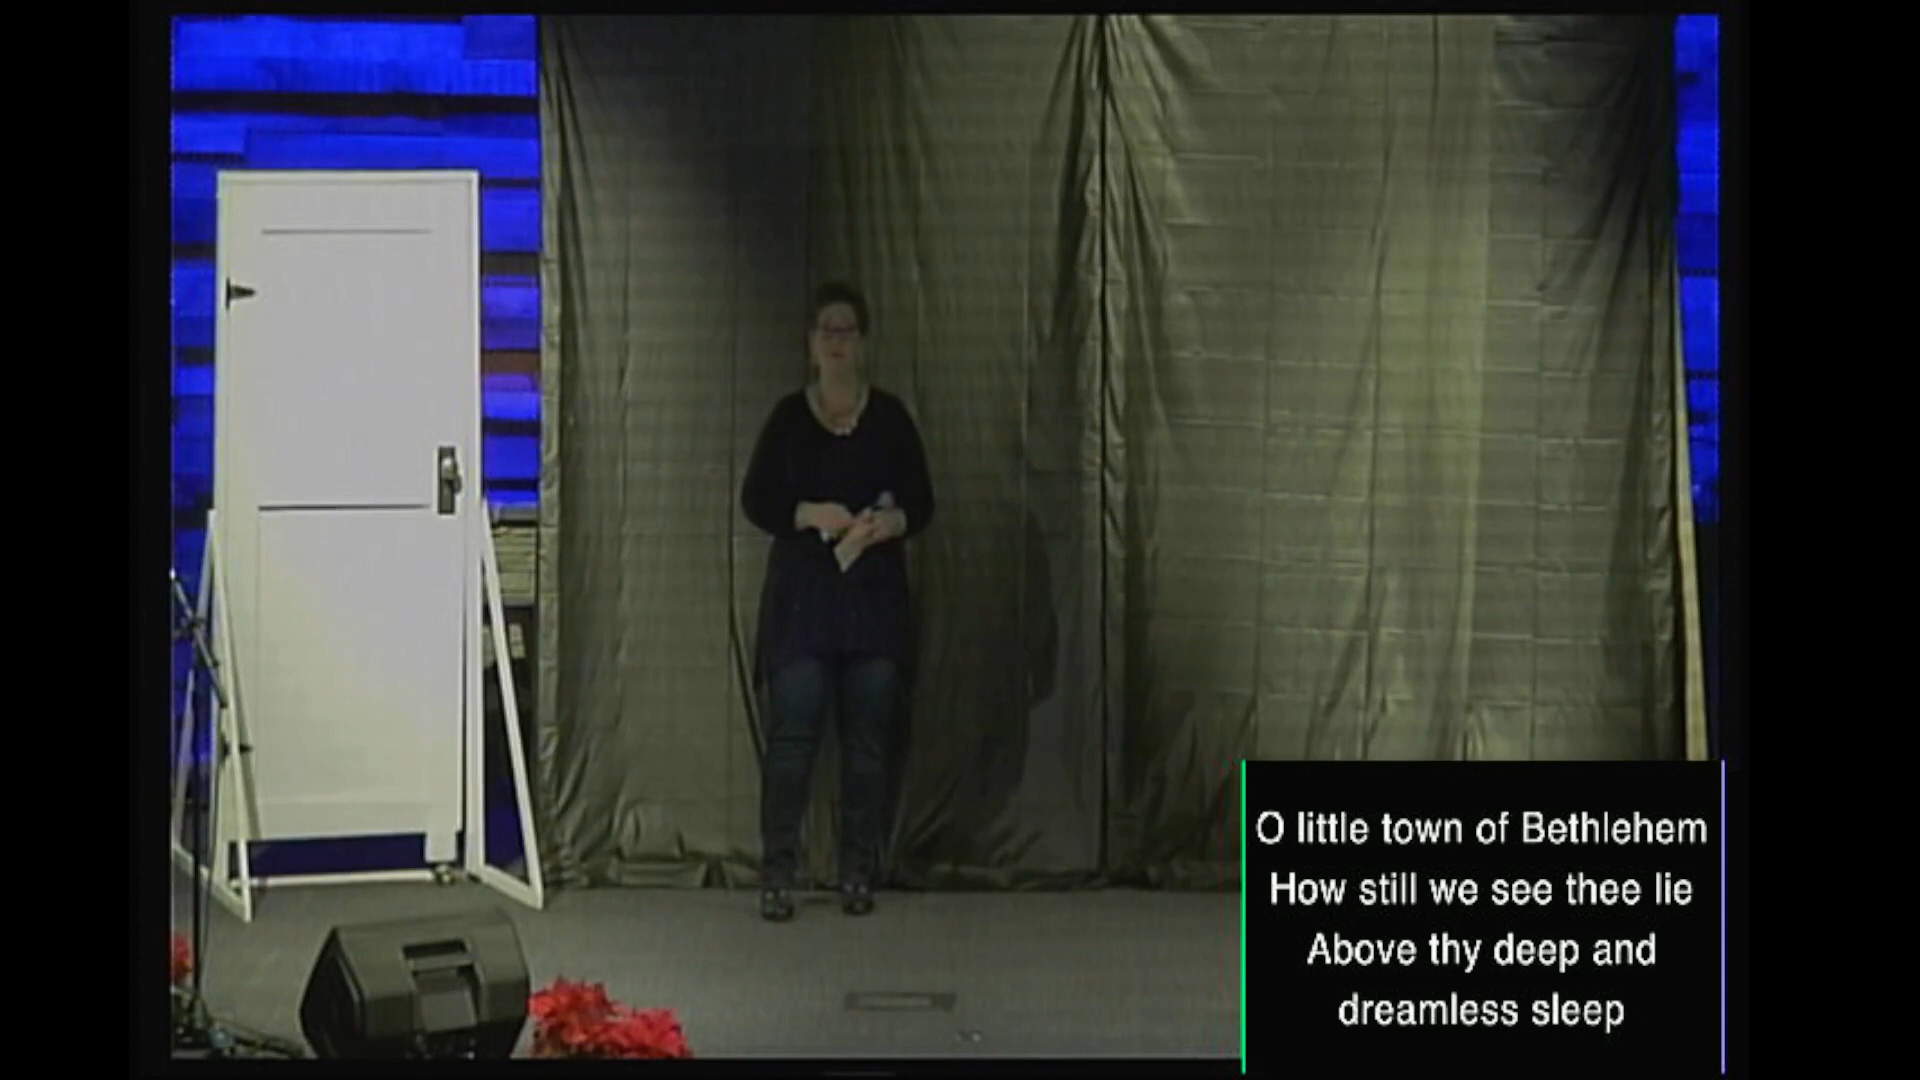 O little town of Bethlehem
How still we see thee lie
Above thy deep and
dreamless sleep